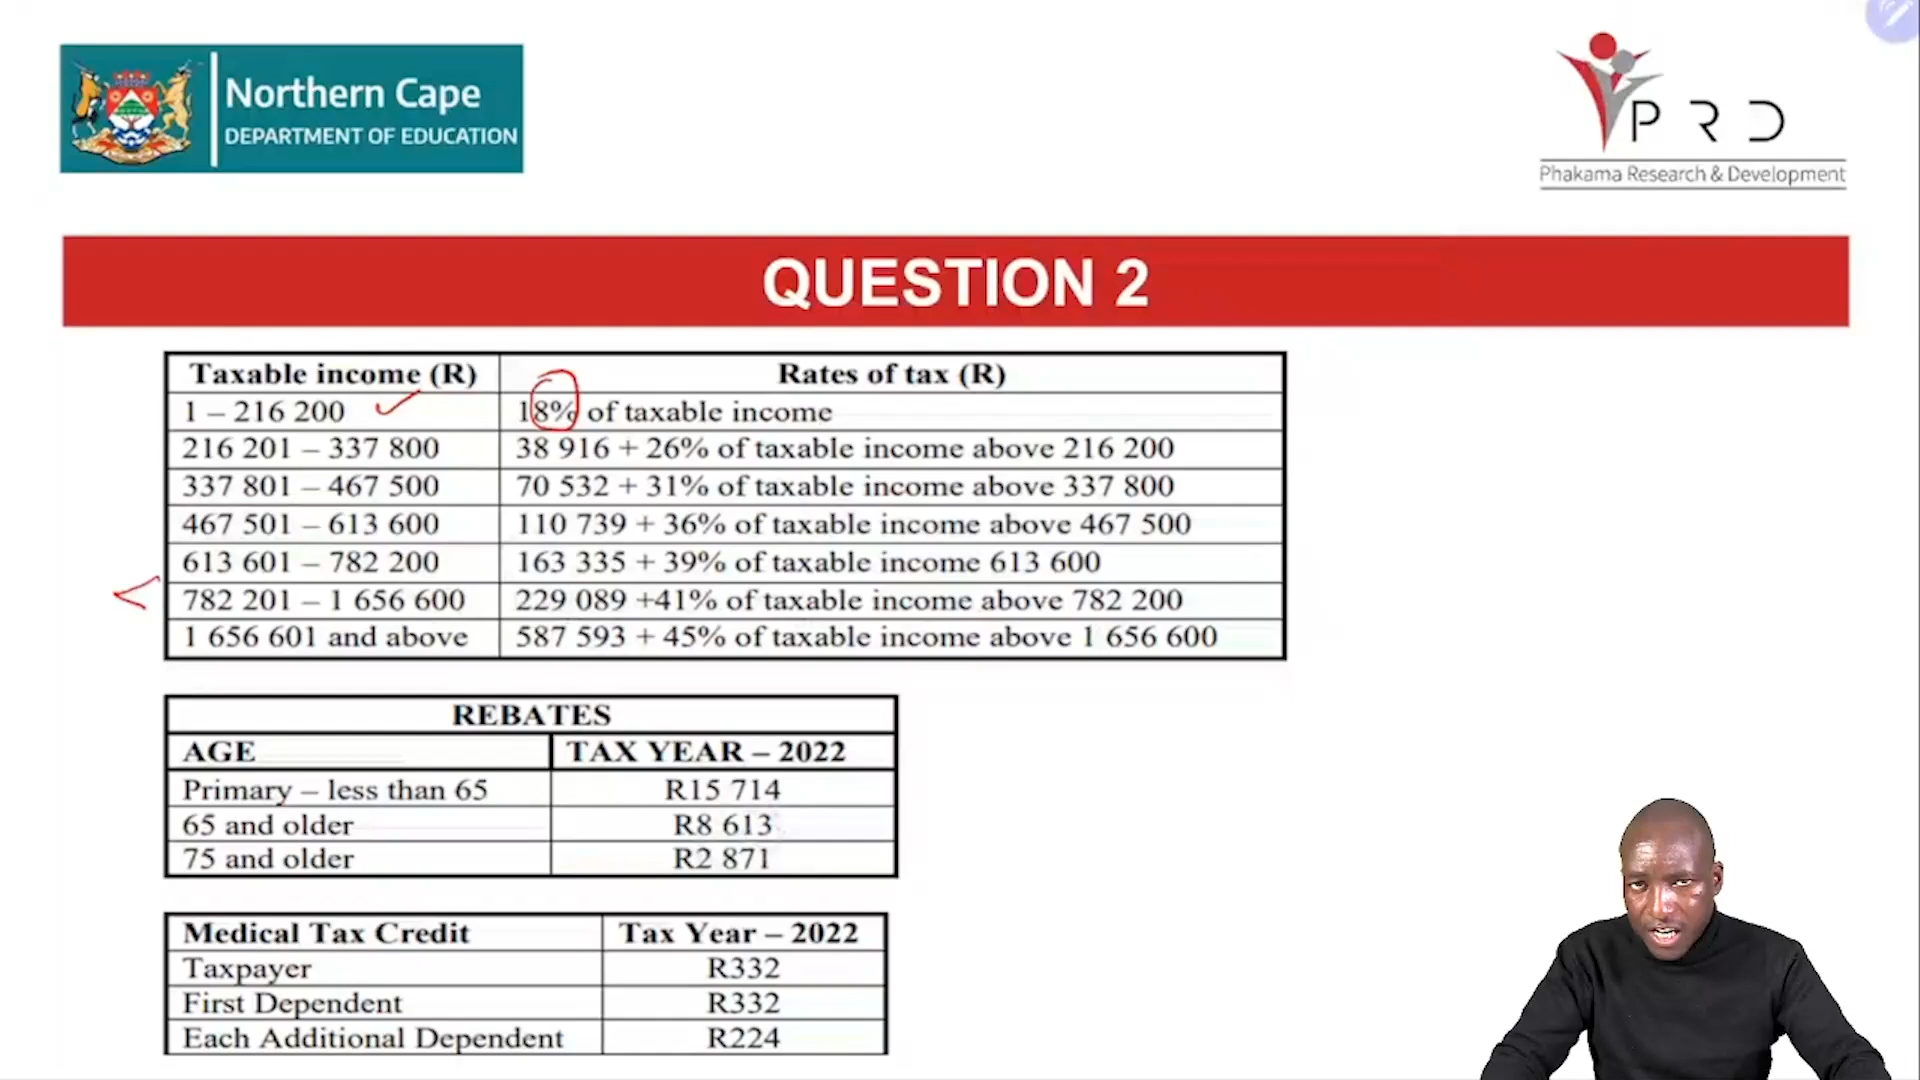 Northern Cape
DEPARTMENT OF EDUCATION
PRD
Phakama Research & Development
QUESTION 2
Taxable income (R) Rates of tax (R)
1 – 216 200 18% of taxable income
216 201 – 337 800 38 916 + 26% of taxable income above 216 200
337 801 – 467 500 70 532 + 31% of taxable income above 337 800
467 501 – 613 600 110 739 + 36% of taxable income above 467 500
613 601 – 782 200 163 335 + 39% of taxable income 613 600
782 201 – 1 656 600 229 089 +41% of taxable income above 782 200
1 656 601 and above 587 593 + 45% of taxable income above 1 656 600
REBATES
AGE TAX YEAR – 2022
Primary – less than 65 R15 714
65 and older R8 613
75 and older R2 871
Medical Tax Credit Tax Year – 2022
Taxpayer R332
First Dependent R332
Each Additional Dependent R224